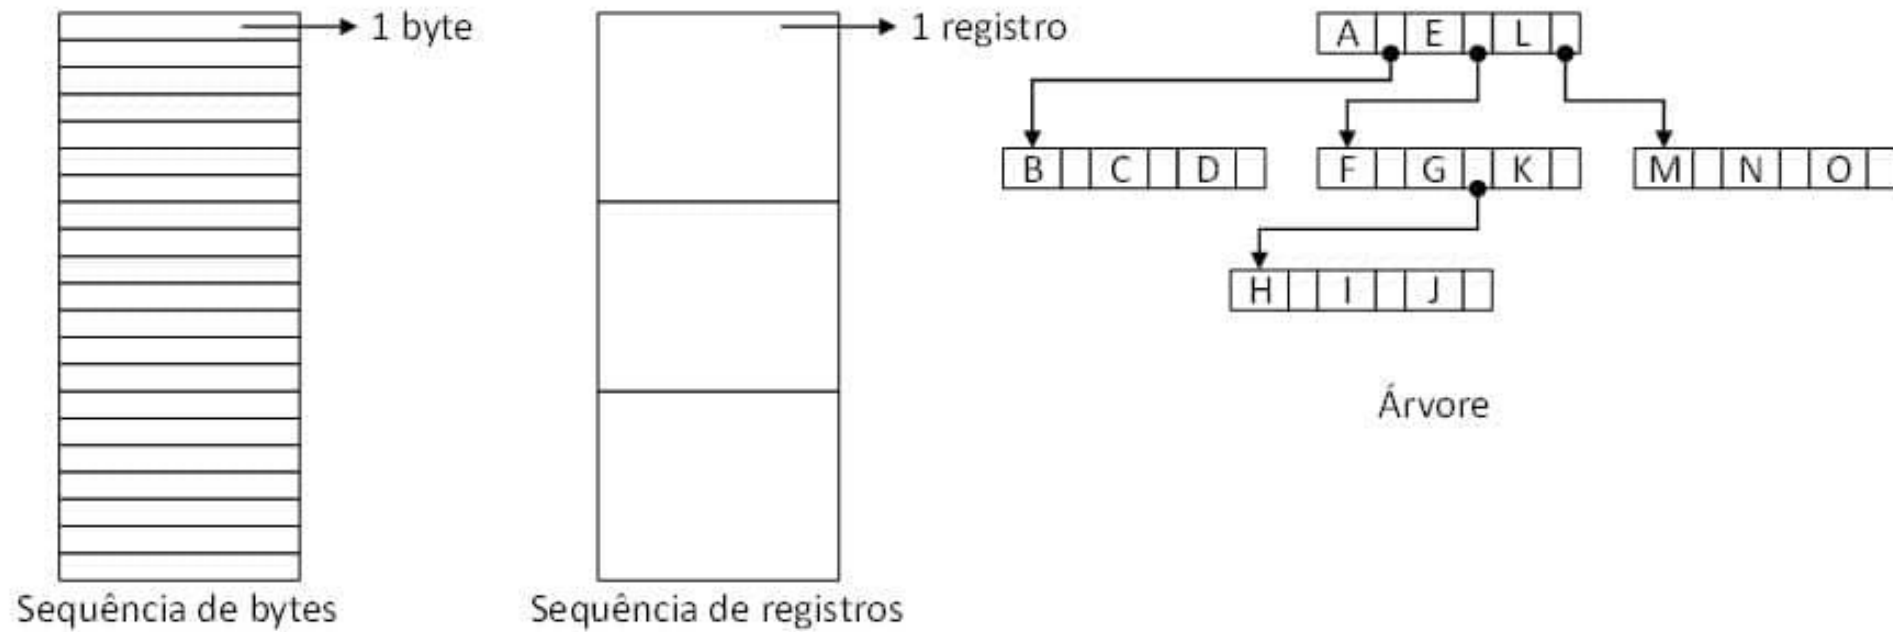 1 byte
Sequência de bytes
1 registro
Sequência de registros
A E L
B C D
F G K
M N O
H I J
Árvore